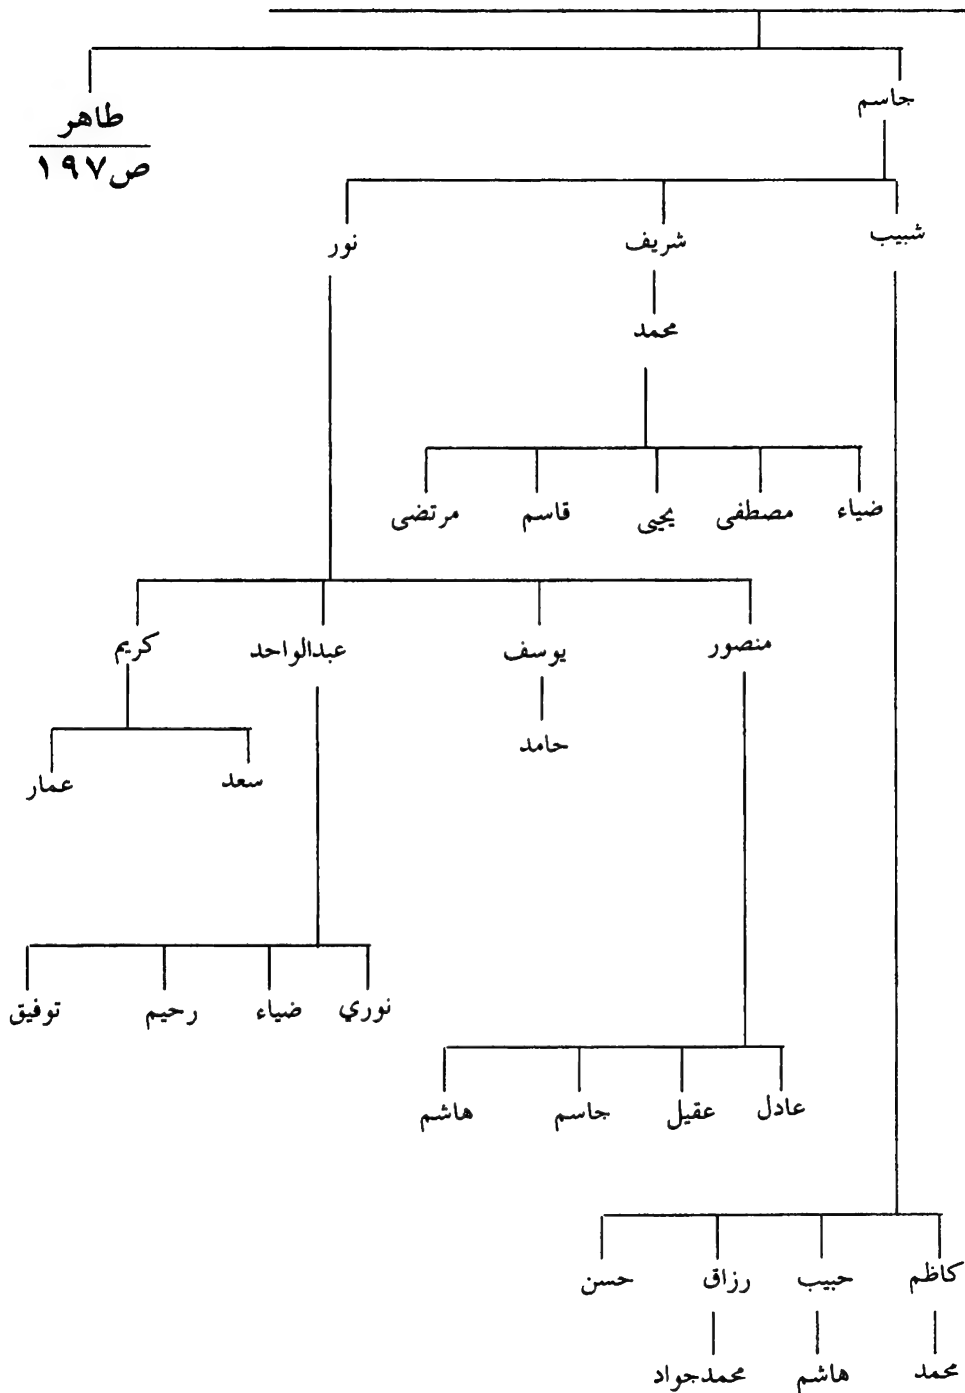 جاسم
طاهر
ص١٩٧
شبيب
شريف
نور
محمد
ضياء
مصطفى
يحيى
قاسم
مرتضى
منصور
يوسف
عبدالواحد
كريم
حامد
سعد
عمار
نوري
ضياء
رحيم
توفيق
عادل
عقيل
جاسم
هاشم
كاظم
حبيب
رزاق
حسن
محمد
هاشم
محمدجواد